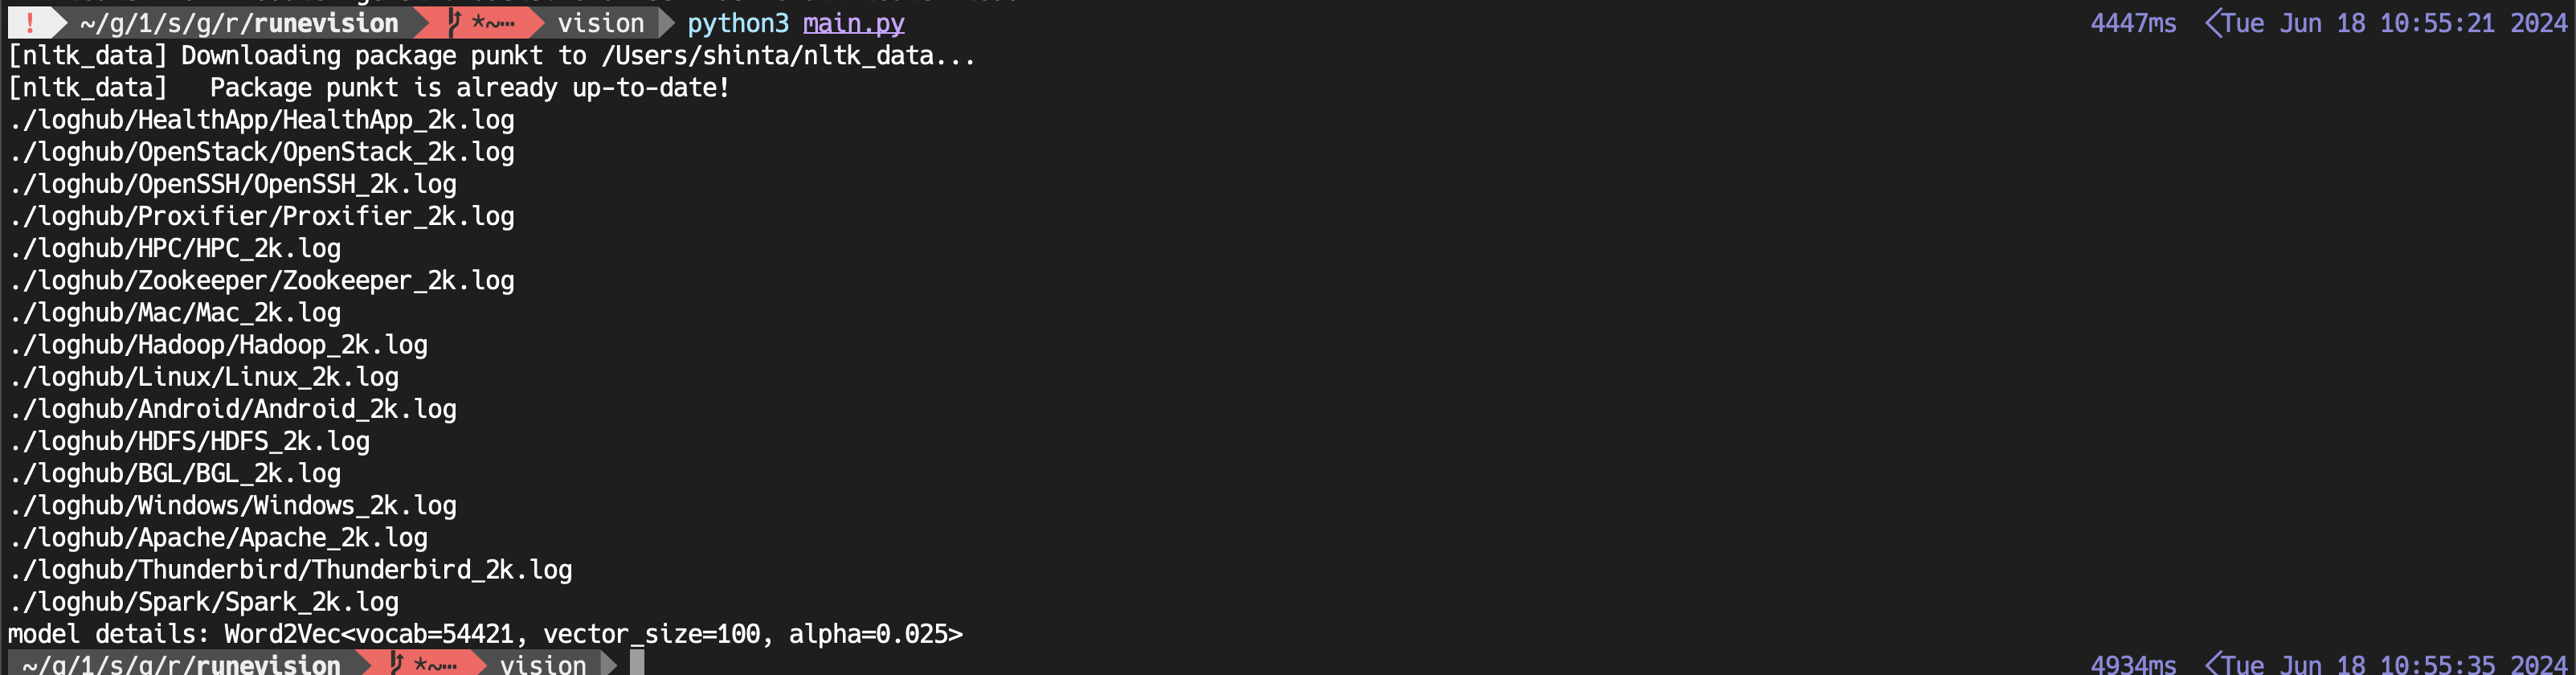 ! ~/g/1/s/g/r/runevision *~… vision python3 main.py 4447ms Tue Jun 18 10:55:21 2024
[nltk_data] Downloading package punkt to /Users/shinta/nltk_data...
[nltk_data]   Package punkt is already up-to-date!
./loghub/HealthApp/HealthApp_2k.log
./loghub/OpenStack/OpenStack_2k.log
./loghub/OpenSSH/OpenSSH_2k.log
./loghub/Proxifier/Proxifier_2k.log
./loghub/HPC/HPC_2k.log
./loghub/Zookeeper/Zookeeper_2k.log
./loghub/Mac/Mac_2k.log
./loghub/Hadoop/Hadoop_2k.log
./loghub/Linux/Linux_2k.log
./loghub/Android/Android_2k.log
./loghub/HDFS/HDFS_2k.log
./loghub/BGL/BGL_2k.log
./loghub/Windows/Windows_2k.log
./loghub/Apache/Apache_2k.log
./loghub/Thunderbird/Thunderbird_2k.log
./loghub/Spark/Spark_2k.log
model details: Word2Vec<vocab=54421, vector_size=100, alpha=0.025>
~/g/1/s/g/r/runevision *~… vision 4934ms Tue Jun 18 10:55:35 2024